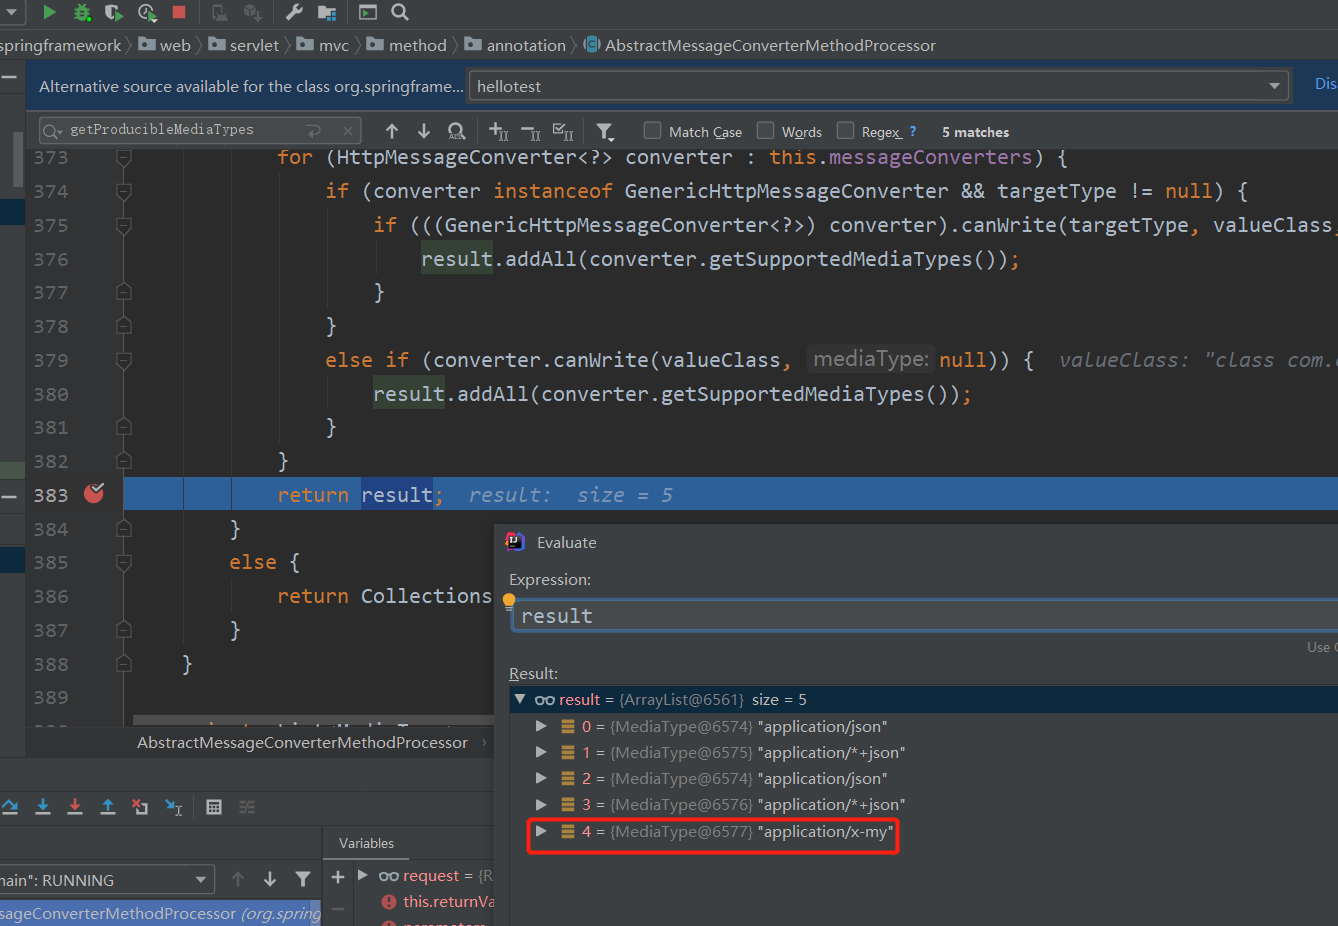 springframework web servlet mvc method annotation AbstractMessageConverterMethodProcessor
Alternative source available for the class org.springframe... hellotest Dis
getProducibleMediaTypes Match Case Words Regex ? 5 matches
373 for (HttpMessageConverter<?> converter : this.messageConverters) {
374 if (converter instanceof GenericHttpMessageConverter && targetType != null) {
375 if (((GenericHttpMessageConverter<?>) converter).canWrite(targetType, valueClass,
376 result.addAll(converter.getSupportedMediaTypes());
377 }
378 }
379 else if (converter.canWrite(valueClass, mediaType: null)) { valueClass: "class com.
380 result.addAll(converter.getSupportedMediaTypes());
381 }
382 }
383 return result; result: size = 5
384 }
385 else {
386 return Collections
387 }
388 }
389
AbstractMessageConverterMethodProcessor
Evaluate
Expression:
result
Use
Result:
result = {ArrayList@6561} size = 5
0 = {MediaType@6574} "application/json"
1 = {MediaType@6575} "application/*+json"
2 = {MediaType@6574} "application/json"
3 = {MediaType@6576} "application/*+json"
4 = {MediaType@6577} "application/x-my"
Variables
main": RUNNING
request = {R
sageConverterMethodProcessor (org.spring
this.returnVa